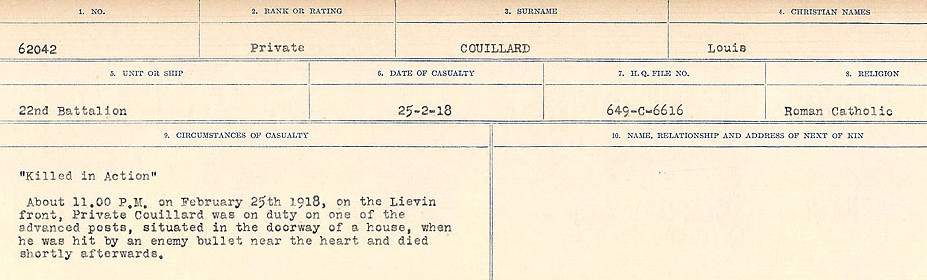 1. NO. 2. RANK OR RATING 3. SURNAME 4. CHRISTIAN NAMES
62042 Private COUILLARD Louis
5. UNIT OR SHIP 6. DATE OF CASUALTY 7. H.Q. FILE NO. 8. RELIGION
22nd Battalion 25-2-18 649-C-6616 Roman Catholic
9. CIRCUMSTANCES OF CASUALTY 10. NAME, RELATIONSHIP AND ADDRESS OF NEXT OF KIN
"Killed in Action"
About 11.00 P.M. on February 25th 1918, on the Lievin
front, Private Couillard was on duty on one of the
advanced posts, situated in the doorway of a house, when
he was hit by an enemy bullet near the heart and died
shortly afterwards.